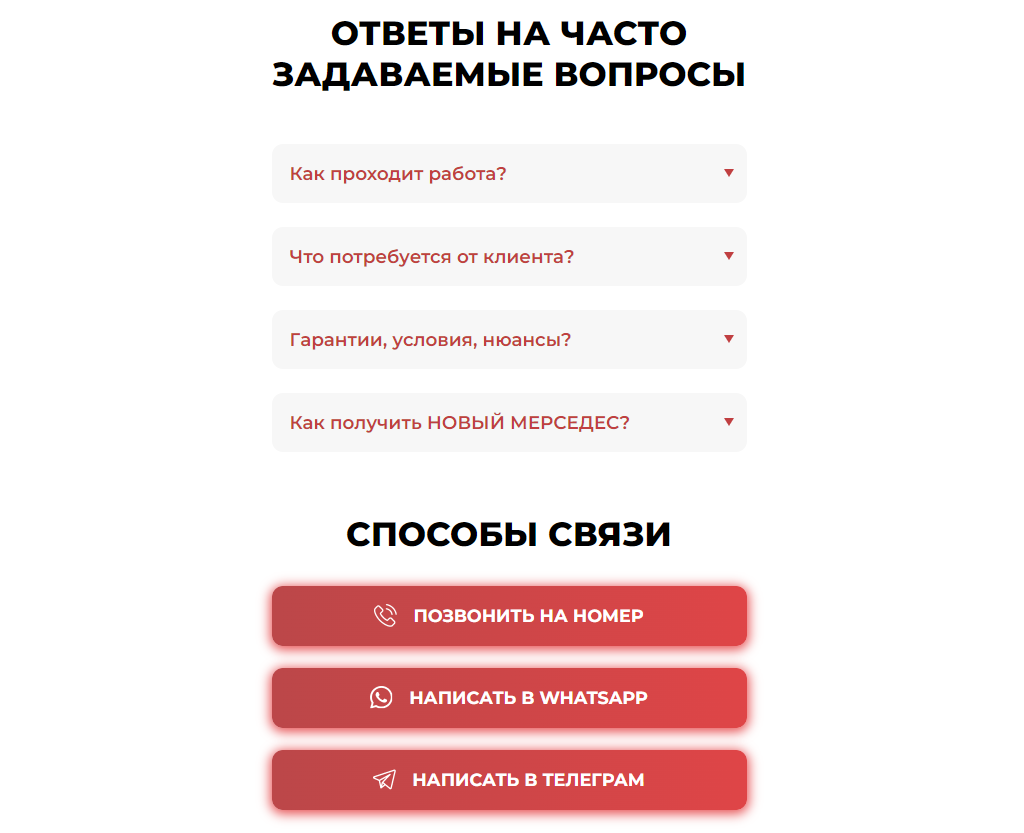 ОТВЕТЫ НА ЧАСТО
ЗАДАВАЕМЫЕ ВОПРОСЫ
Как проходит работа?
Что потребуется от клиента?
Гарантии, условия, нюансы?
Как получить НОВЫЙ МЕРСЕДЕС?
СПОСОБЫ СВЯЗИ
ПОЗВОНИТЬ НА НОМЕР
НАПИСАТЬ В WHATSAPP
НАПИСАТЬ В ТЕЛЕГРАМ